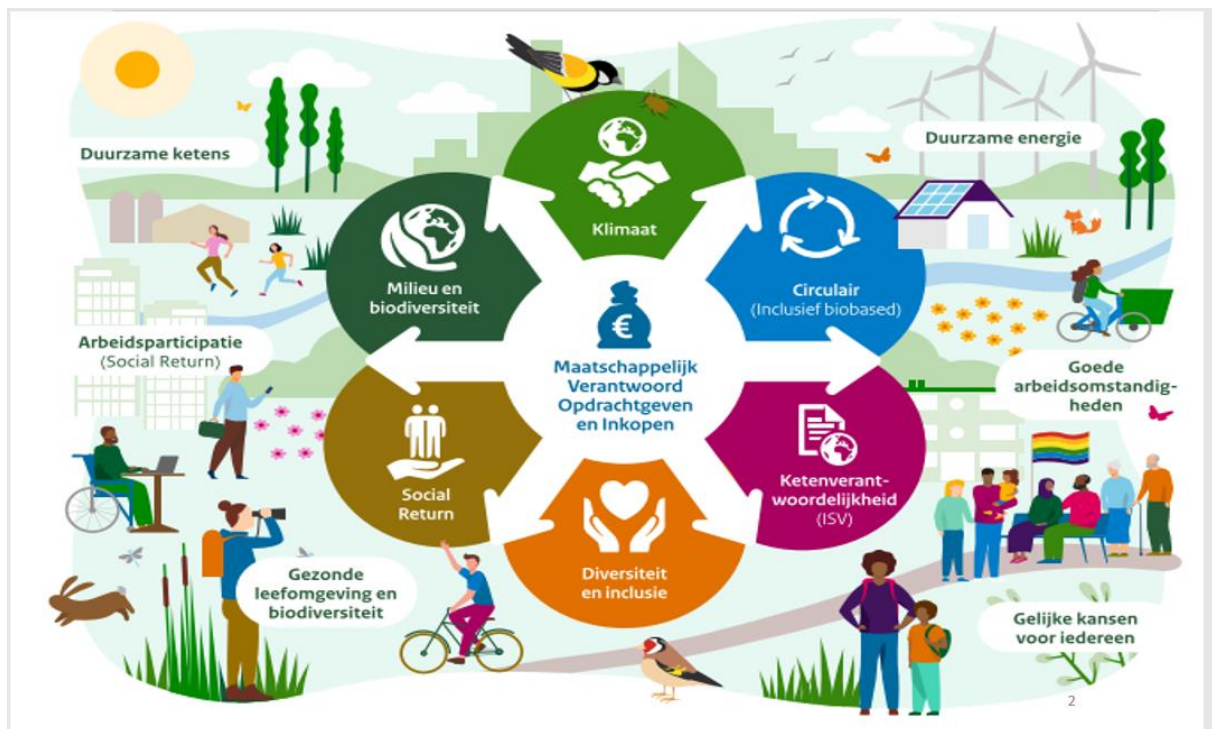 Duurzame ketens
Duurzame energie
Klimaat
Milieu en
biodiversiteit
Circulair
(Inclusief biobased)
Arbeidsparticipatie
(Social Return)
€
Maatschappelijk
Verantwoord
Opdrachtgeven
en Inkopen
Goede
arbeidsomstandig-
heden
Social
Return
Ketenverant-
woordelijkheid
(ISV)
Diversiteit
en inclusie
Gezonde
leefomgeving en
biodiversiteit
Gelijke kansen
voor iedereen
2